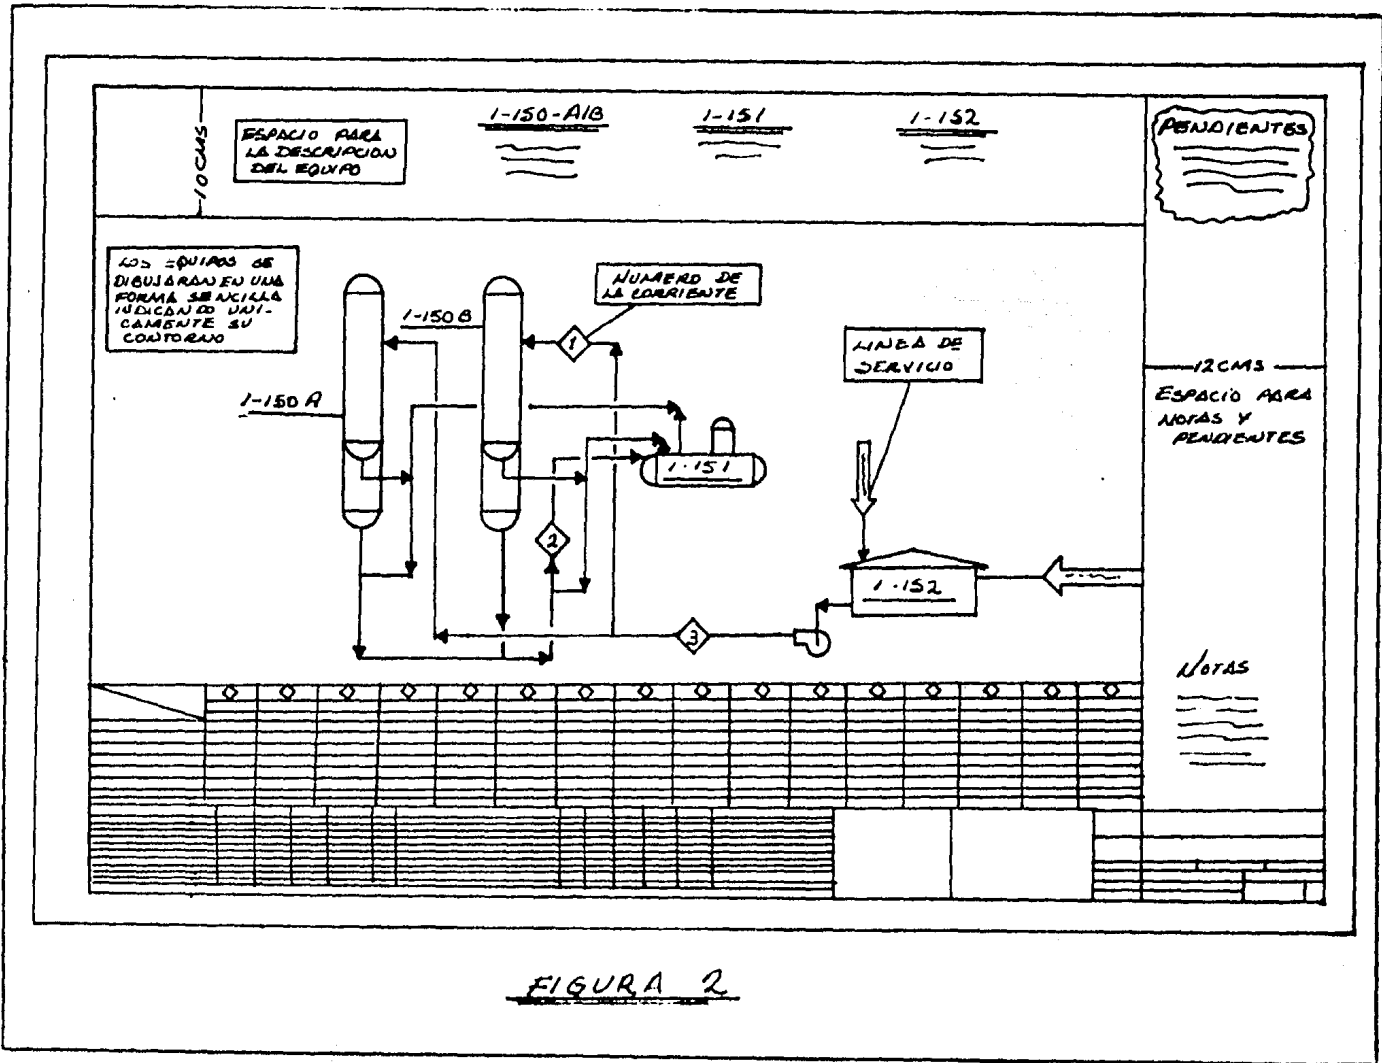 10 CMS
ESPACIO PARA
LA DESCRIPCION
DEL EQUIPO
1-150-A/B
1-151
1-152
PENDIENTES
LOS EQUIPOS SE
DIBUJARAN EN UNA
FORMA SENCILLA
INDICANDO UNI-
CAMENTE SU
CONTORNO
1-150 A
1-150 B
NUMERO DE
LA CORRIENTE
1
LINEA DE
SERVICIO
12 CMS
ESPACIO PARA
NOTAS Y
PENDIENTES
1-151
2
1-152
3
NOTAS
FIGURA 2